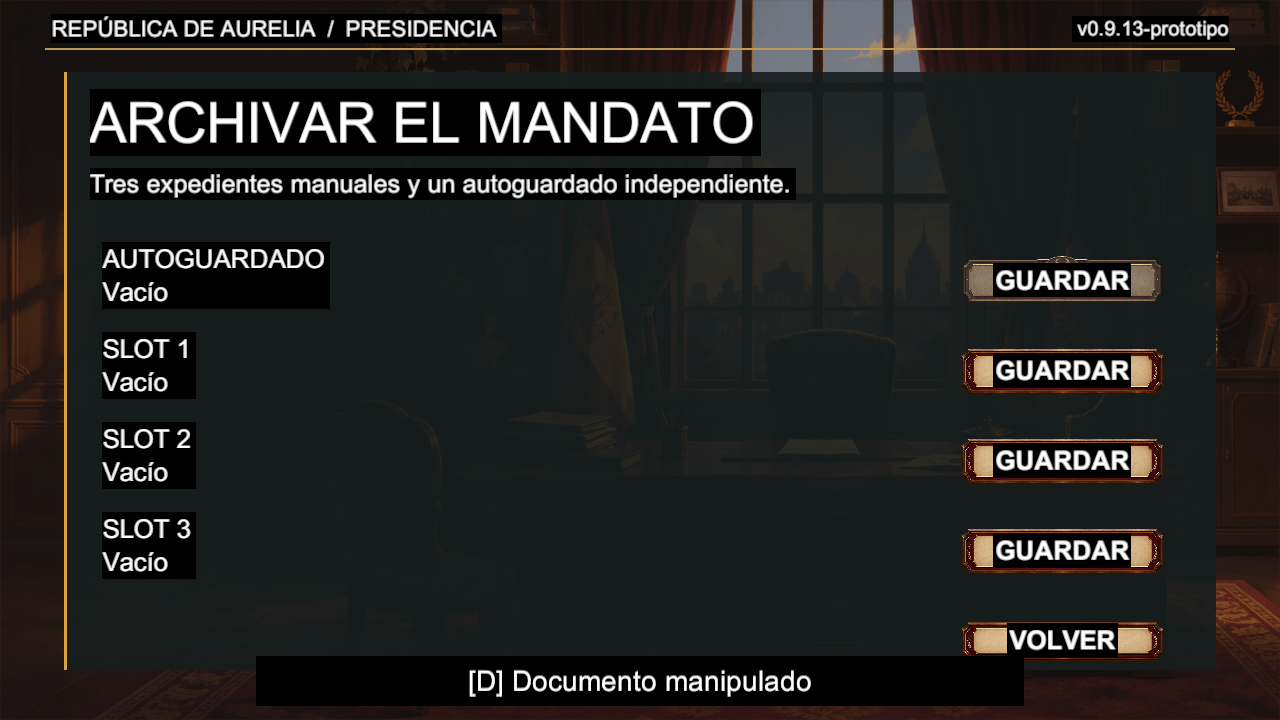 REPÚBLICA DE AURELIA / PRESIDENCIA
v0.9.13-prototipo
ARCHIVAR EL MANDATO
Tres expedientes manuales y un autoguardado independiente.
AUTOGUARDADO
Vacío
GUARDAR
SLOT 1
Vacío
GUARDAR
SLOT 2
Vacío
GUARDAR
SLOT 3
Vacío
GUARDAR
VOLVER
[D] Documento manipulado